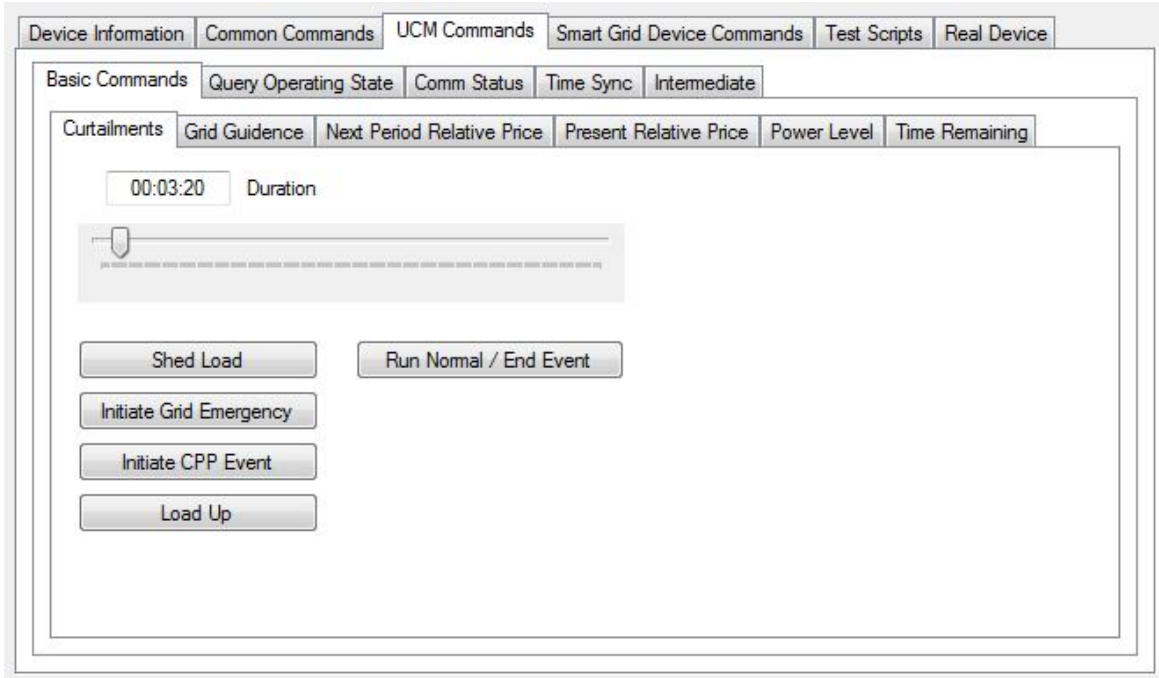 Device Information Common Commands UCM Commands Smart Grid Device Commands Test Scripts Real Device
Basic Commands Query Operating State Comm Status Time Sync Intermediate
Curtailments Grid Guidence Next Period Relative Price Present Relative Price Power Level Time Remaining
00:03:20 Duration
Shed Load Run Normal / End Event
Initiate Grid Emergency
Initiate CPP Event
Load Up